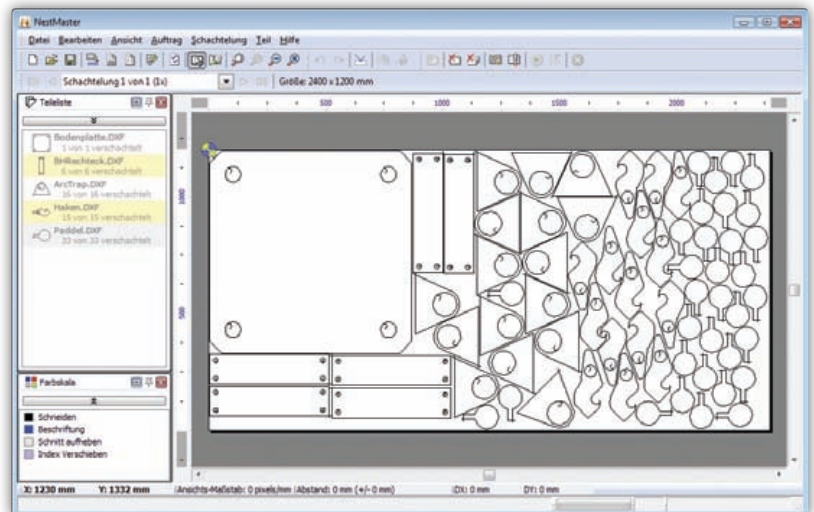 NestMaster
Datei Bearbeiten Ansicht Auftrag Schachtelung Teil Hilfe
Schachtelung 1 von 1 (1x)
Größe: 2400 x 1200 mm
Teileliste
500 1000 1500 2000
Bodenplatte.DXF
1 von 1 verschachtelt
BHRechteck.DXF
6 von 6 verschachtelt
ArcTrap.DXF
16 von 16 verschachtelt
Haken.DXF
15 von 15 verschachtelt
Paddel.DXF
33 von 33 verschachtelt
1000
500
Farbskala
Schneiden
Beschriftung
Schritt aufheben
Index Verschieben
X: 1230 mm Y: 1332 mm Ansichts-Maßstab: 0 pixels/mm Abstand: 0 mm (+/- 0 mm) DX: 0 mm DY: 0 mm